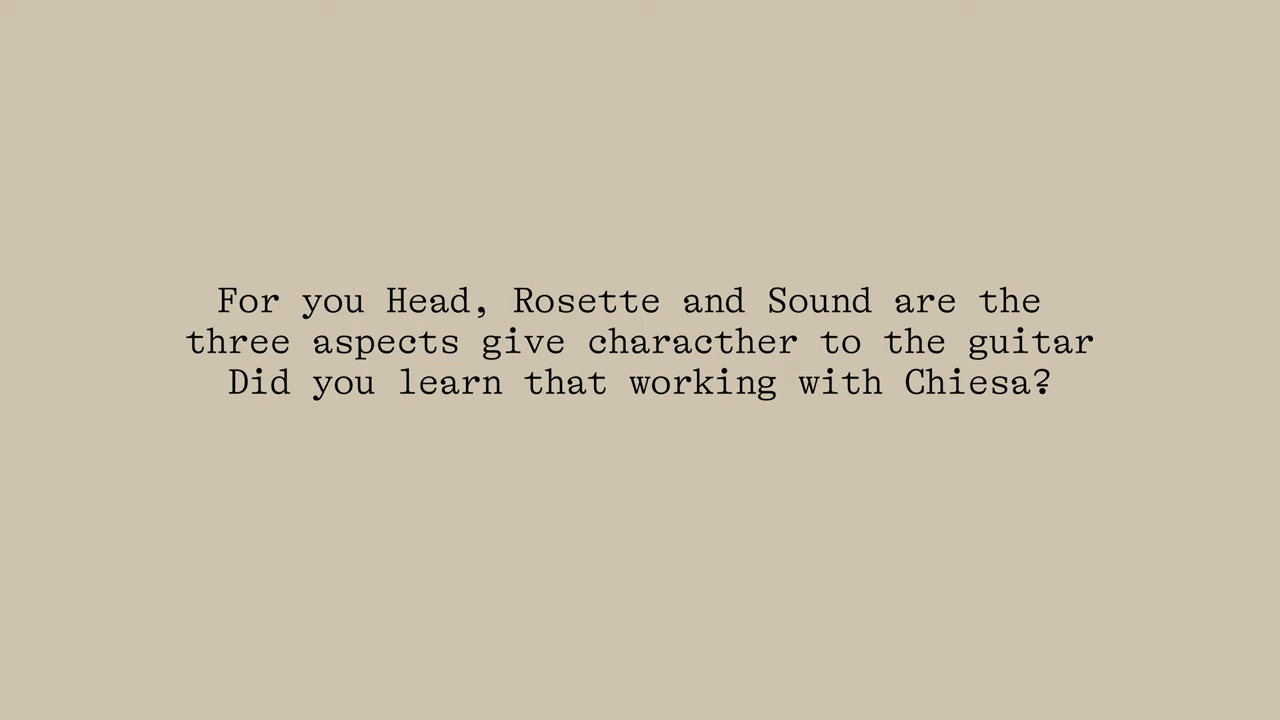 For you Head, Rosette and Sound are the
three aspects give characther to the guitar
Did you learn that working with Chiesa?